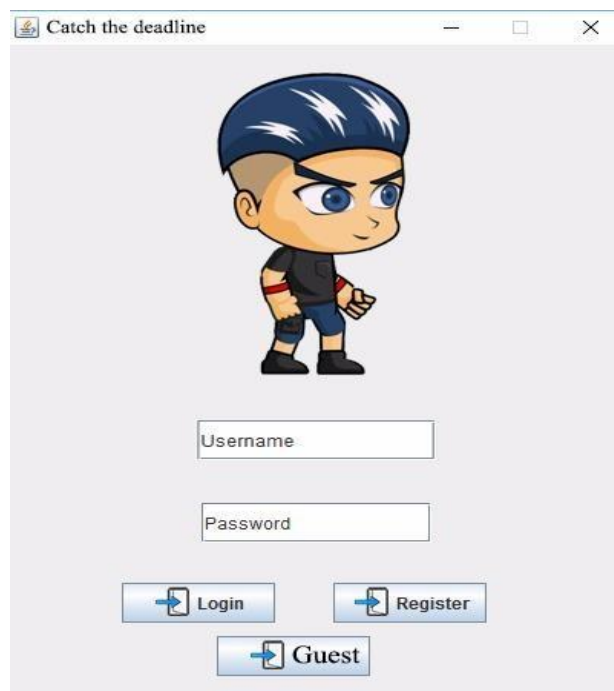 Catch the deadline
Username
Password
Login
Register
Guest